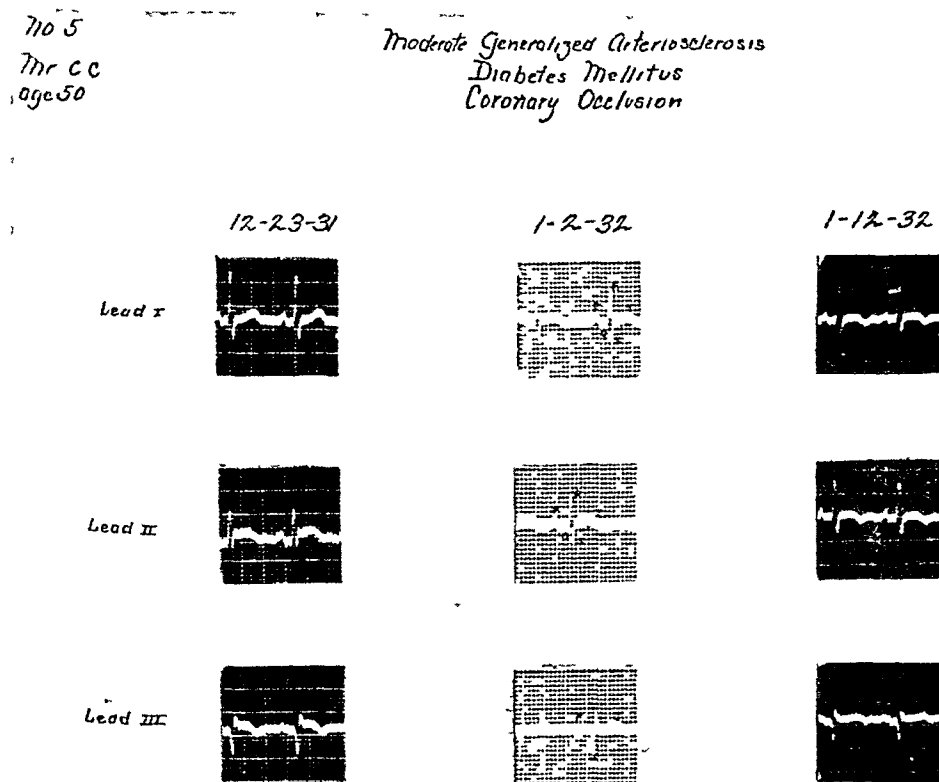 No 5
Mr C C
age 50
Moderate Generalized Arteriosclerosis
Diabetes Mellitus
Coronary Occlusion
12-23-31
1-2-32
1-12-32
Lead I
Lead II
Lead III